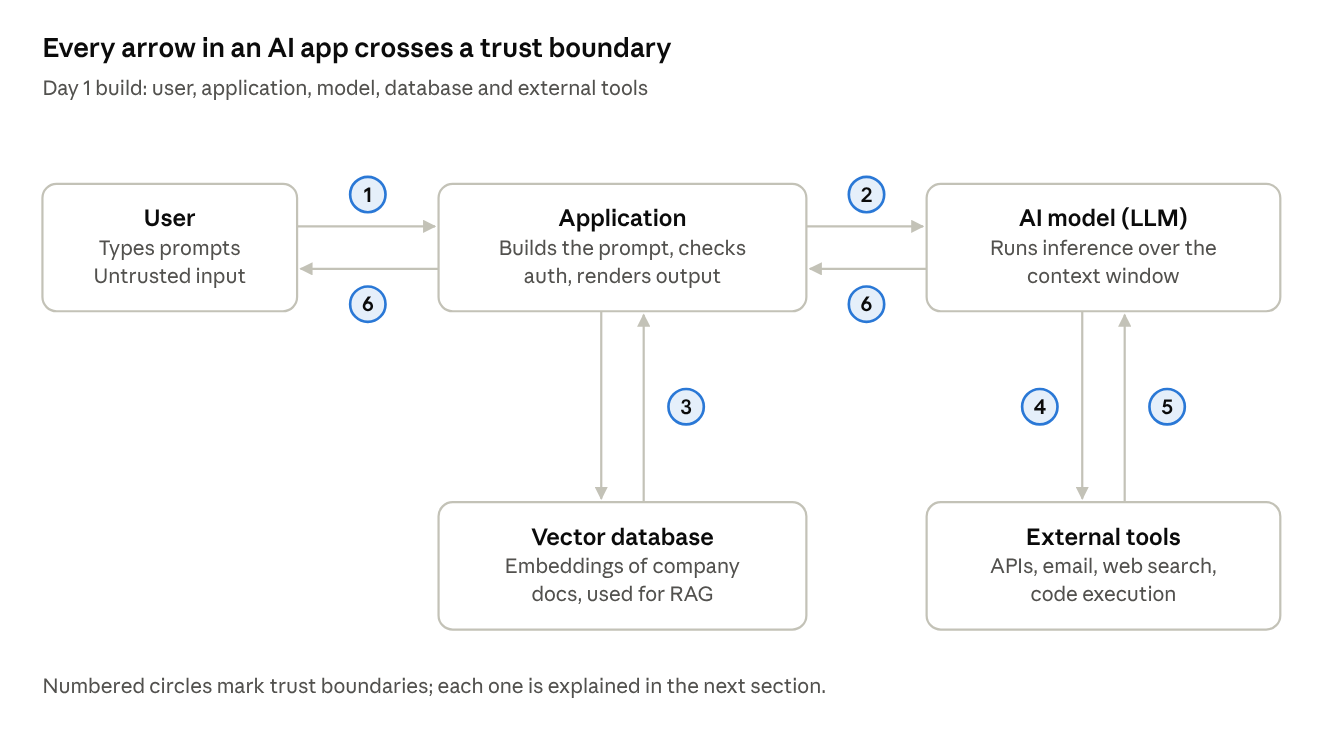 Every arrow in an AI app crosses a trust boundary
Day 1 build: user, application, model, database and external tools
1
2
User
Types prompts
Untrusted input
Application
Builds the prompt, checks
auth, renders output
AI model (LLM)
Runs inference over the
context window
6
6
3
4
5
Vector database
Embeddings of company
docs, used for RAG
External tools
APIs, email, web search,
code execution
Numbered circles mark trust boundaries; each one is explained in the next section.